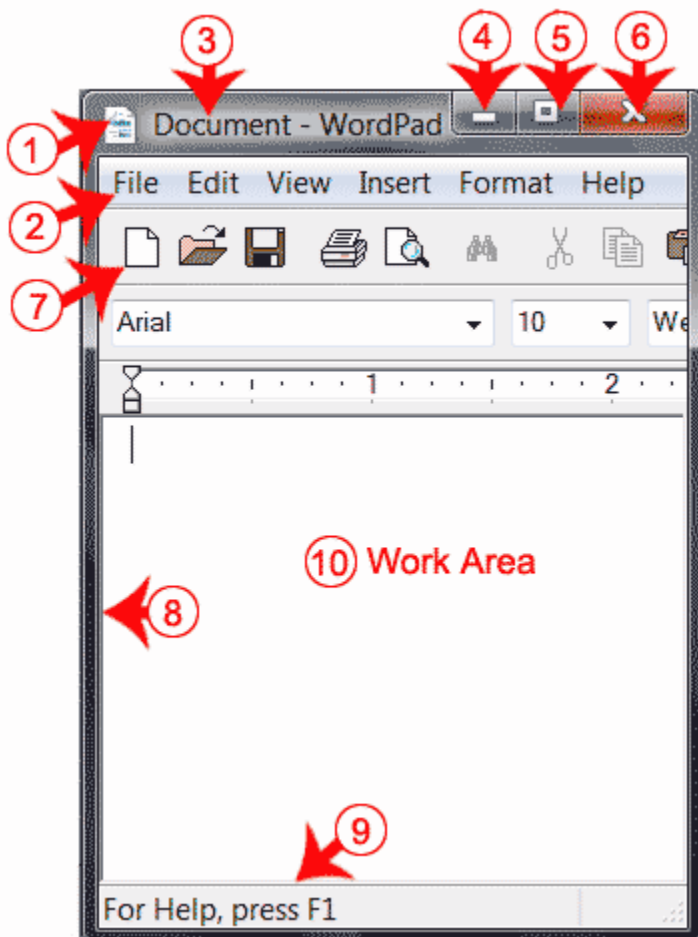 3 4 5 6
1
Document - WordPad
2
File Edit View Insert Format Help
7
Arial 10
1 2
10 Work Area
8
9
For Help, press F1